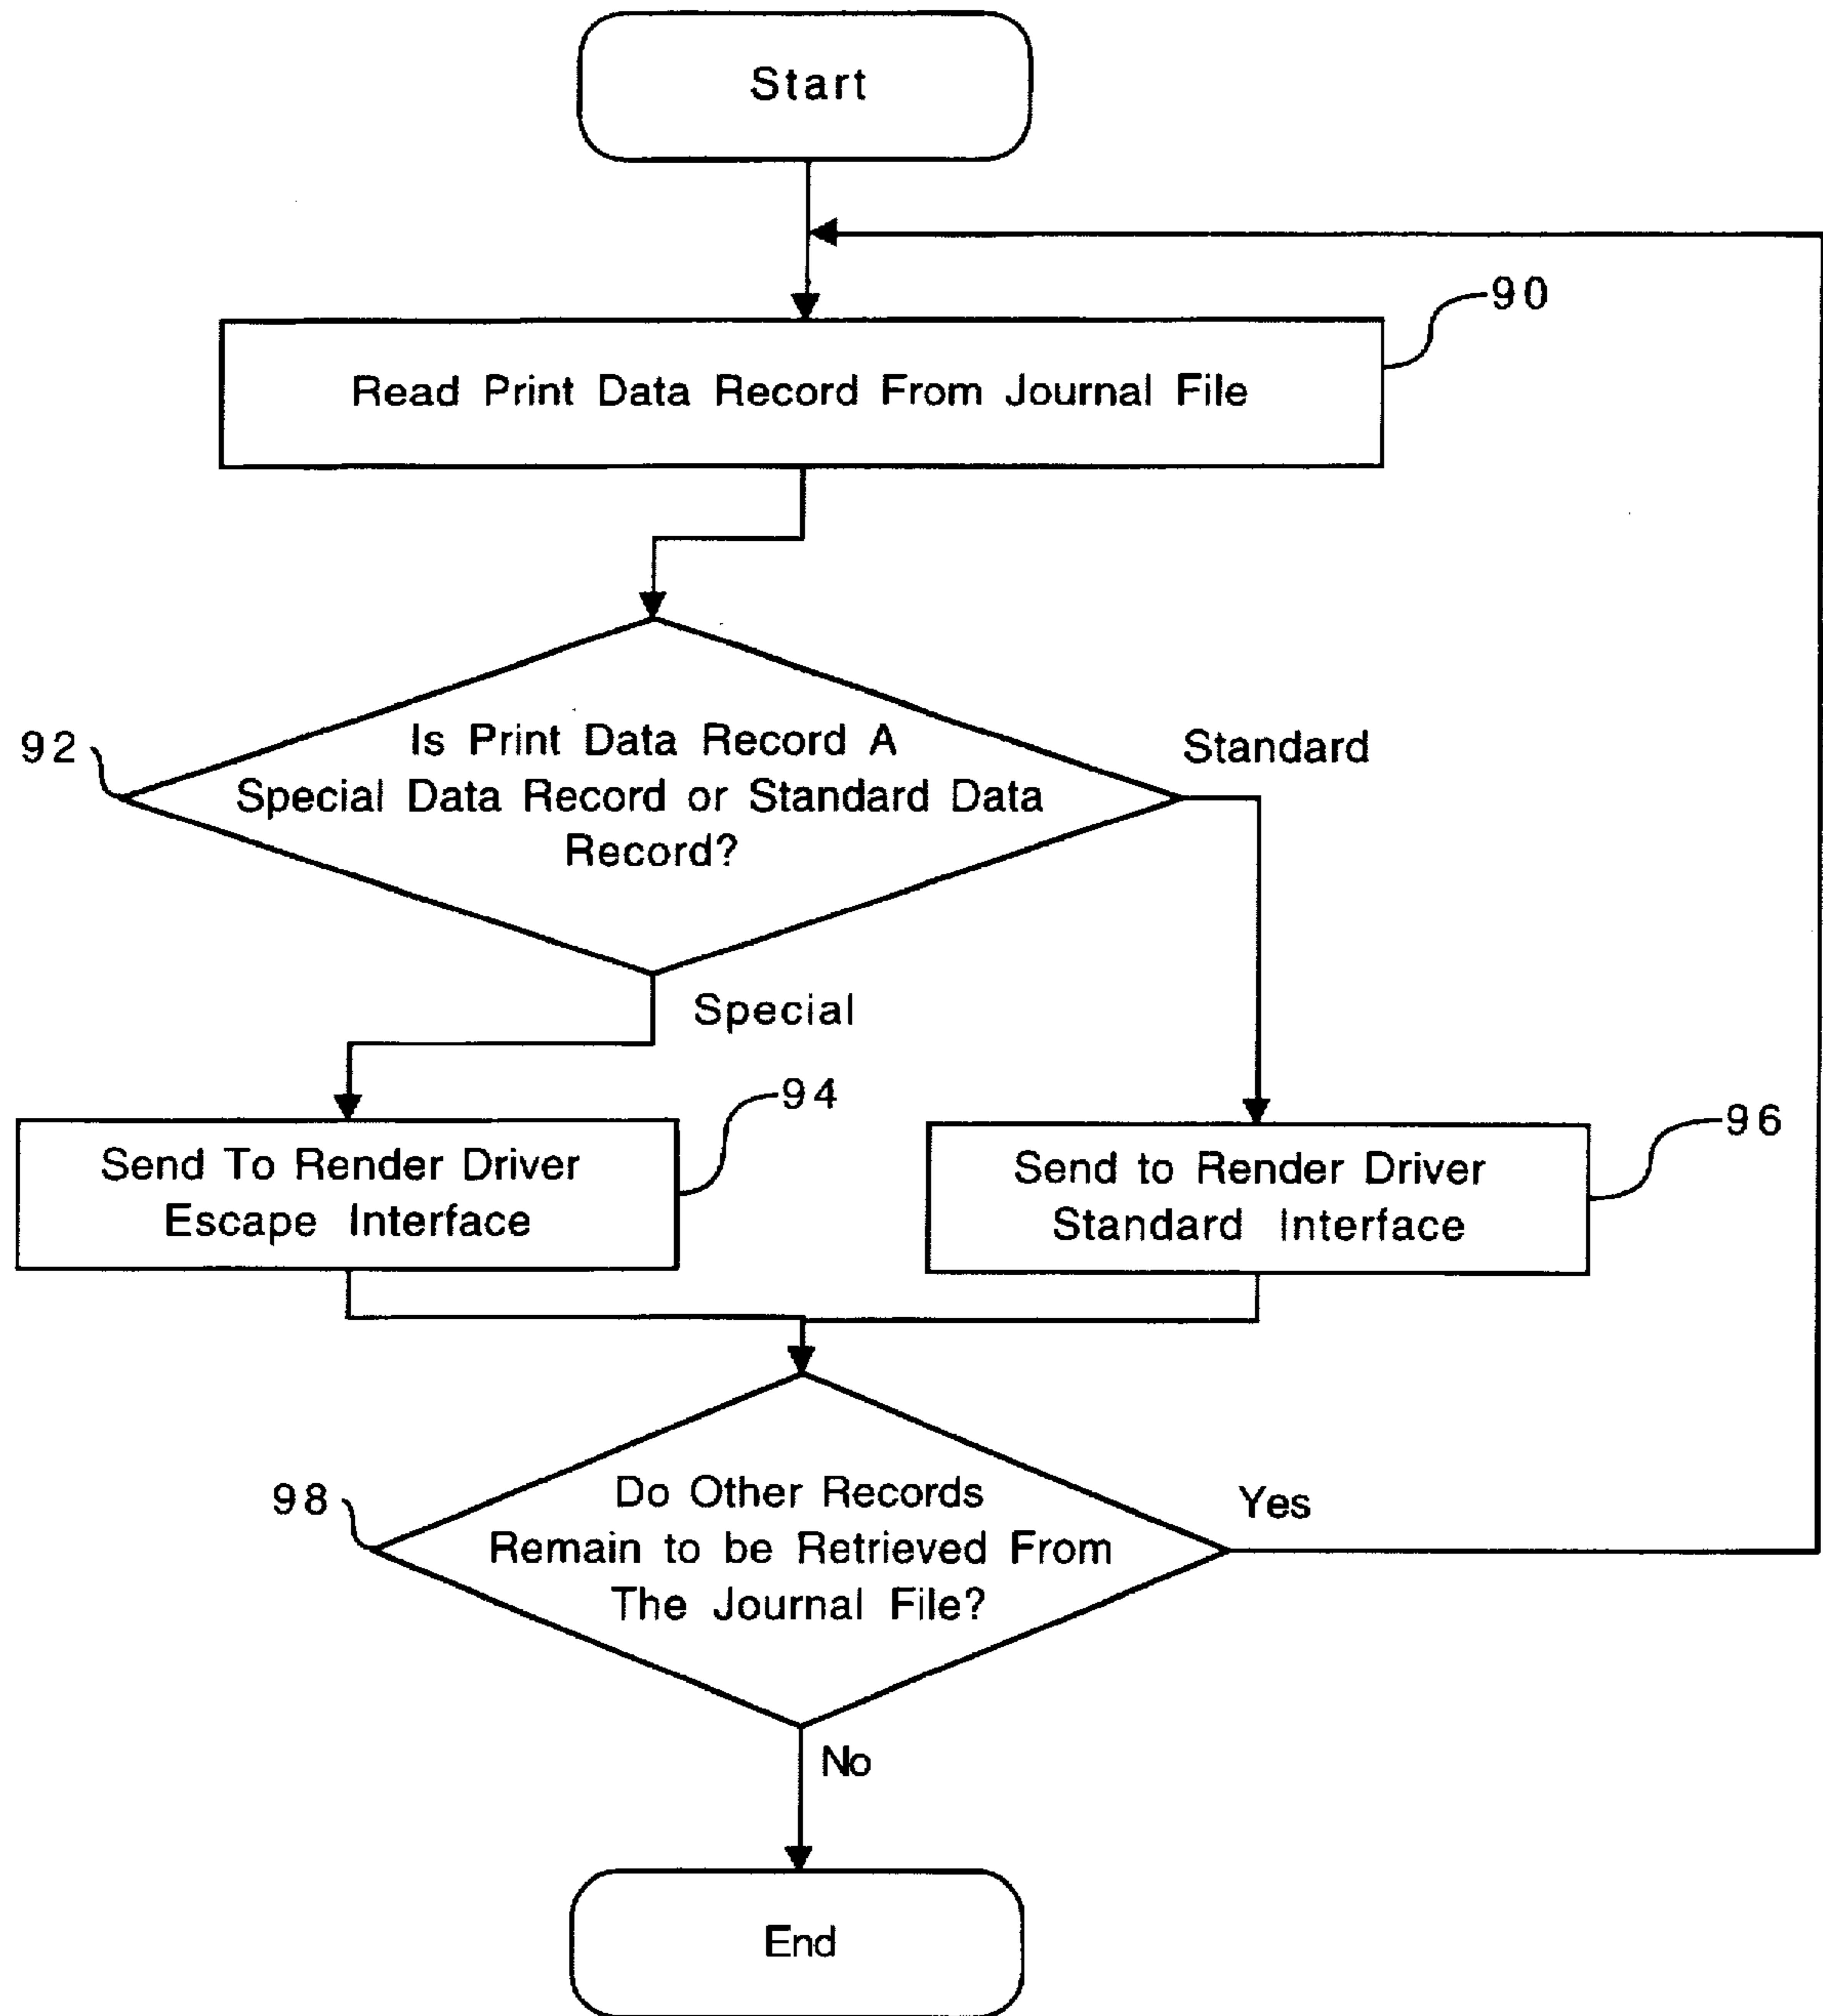 Start
90
Read Print Data Record From Journal File
92
Is Print Data Record A
Special Data Record or Standard Data
Record?
Standard
Special
94
Send To Render Driver
Escape Interface
96
Send to Render Driver
Standard Interface
98
Do Other Records
Remain to be Retrieved From
The Journal File?
Yes
No
End